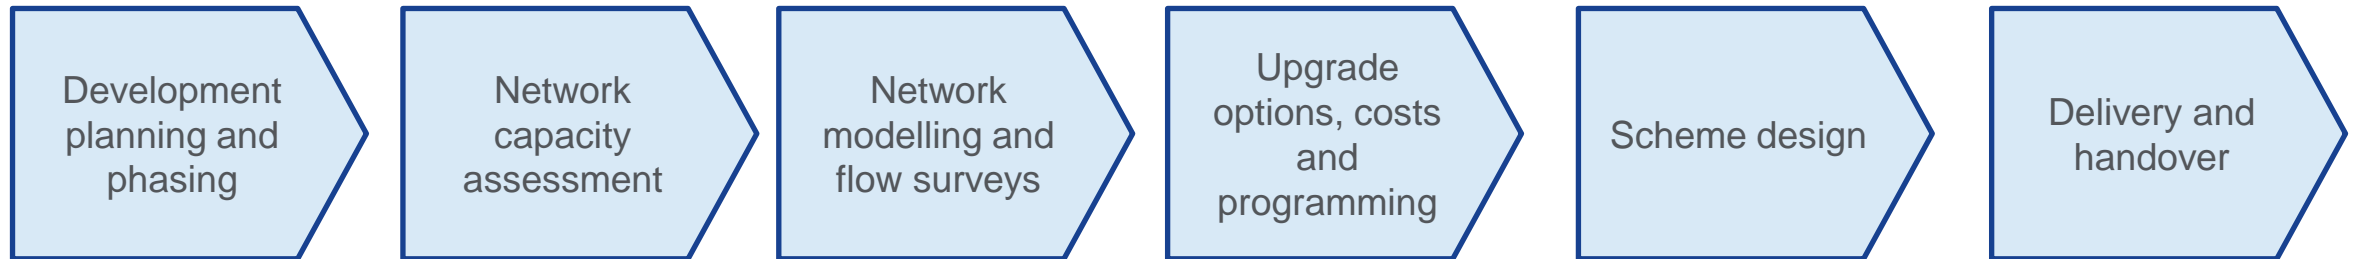 Development
planning and
phasing
Network
capacity
assessment
Network
modelling and
flow surveys
Upgrade
options, costs
and
programming
Scheme design
Delivery and
handover